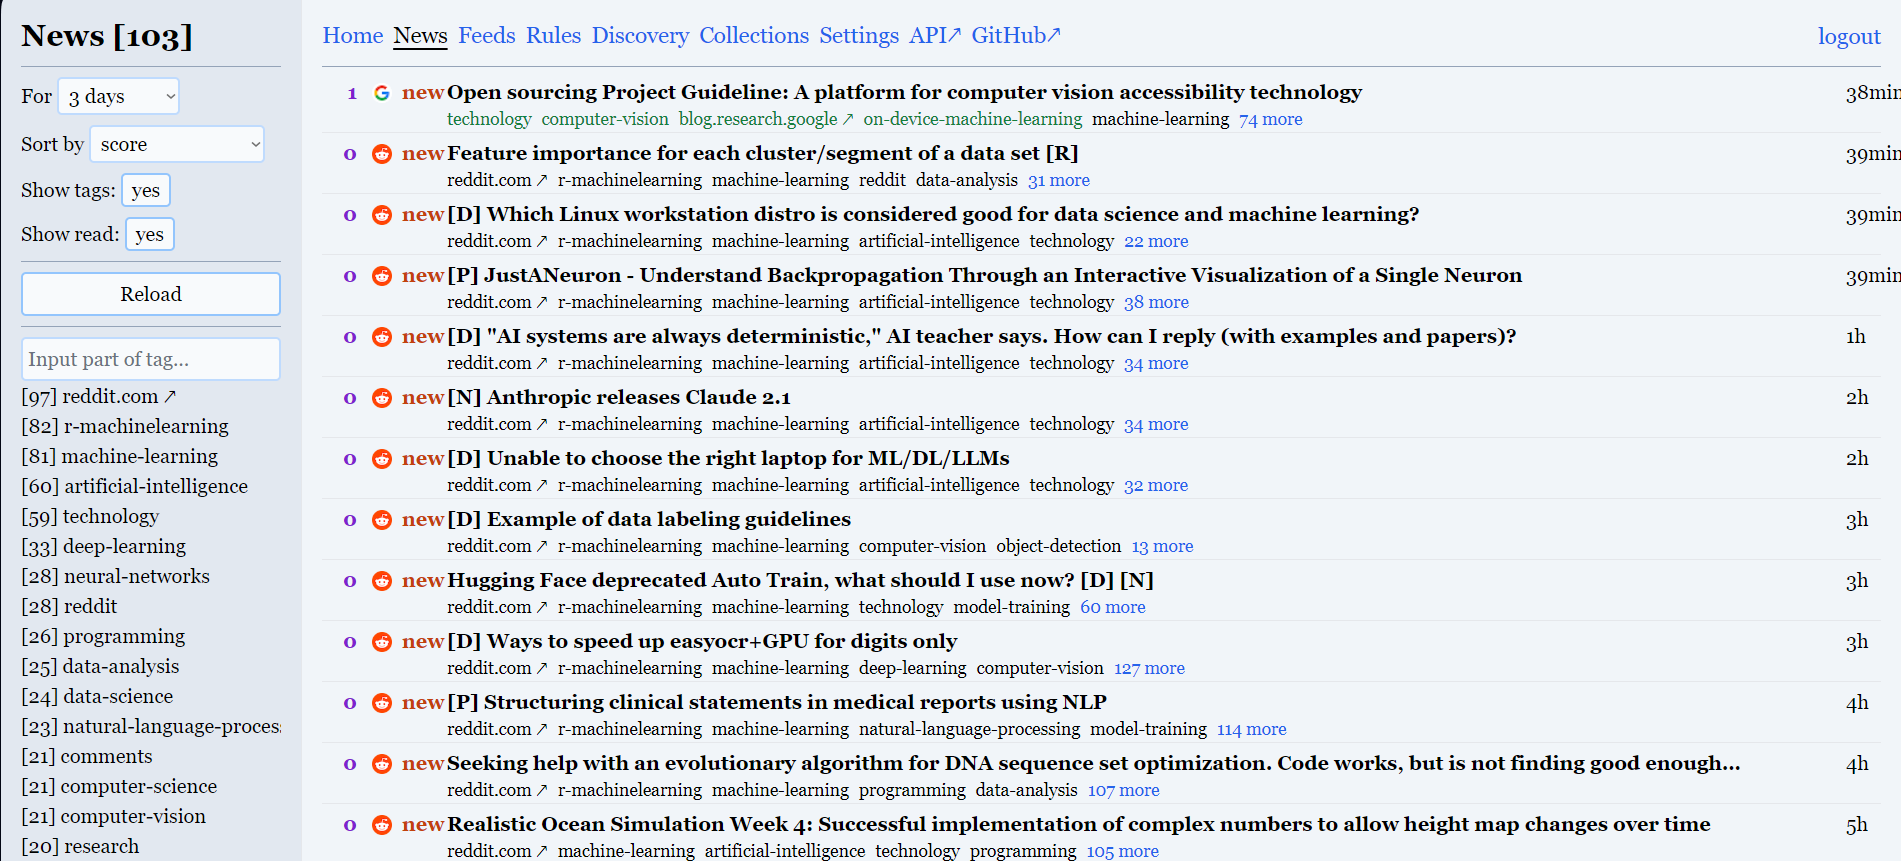 News [103]
For 3 days
Sort by score
Show tags: yes
Show read: yes
Reload
Input part of tag...
[97] reddit.com ↗
[82] r-machinelearning
[81] machine-learning
[60] artificial-intelligence
[59] technology
[33] deep-learning
[28] neural-networks
[28] reddit
[26] programming
[25] data-analysis
[24] data-science
[23] natural-language-proces
[21] comments
[21] computer-science
[21] computer-vision
[20] research
Home News Feeds Rules Discovery Collections Settings API↗ GitHub↗ logout
1 new Open sourcing Project Guideline: A platform for computer vision accessibility technology 38min
technology computer-vision blog.research.google ↗ on-device-machine-learning machine-learning 74 more
0 new Feature importance for each cluster/segment of a data set [R] 39min
reddit.com ↗ r-machinelearning machine-learning reddit data-analysis 31 more
0 new [D] Which Linux workstation distro is considered good for data science and machine learning? 39min
reddit.com ↗ r-machinelearning machine-learning artificial-intelligence technology 22 more
0 new [P] JustANeuron - Understand Backpropagation Through an Interactive Visualization of a Single Neuron 39min
reddit.com ↗ r-machinelearning machine-learning artificial-intelligence technology 38 more
0 new [D] "AI systems are always deterministic," AI teacher says. How can I reply (with examples and papers)? 1h
reddit.com ↗ r-machinelearning machine-learning artificial-intelligence technology 34 more
0 new [N] Anthropic releases Claude 2.1 2h
reddit.com ↗ r-machinelearning machine-learning artificial-intelligence technology 34 more
0 new [D] Unable to choose the right laptop for ML/DL/LLMs 2h
reddit.com ↗ r-machinelearning machine-learning artificial-intelligence technology 32 more
0 new [D] Example of data labeling guidelines 3h
reddit.com ↗ r-machinelearning machine-learning computer-vision object-detection 13 more
0 new Hugging Face deprecated Auto Train, what should I use now? [D] [N] 3h
reddit.com ↗ r-machinelearning machine-learning technology model-training 60 more
0 new [D] Ways to speed up easyocr+GPU for digits only 3h
reddit.com ↗ r-machinelearning machine-learning deep-learning computer-vision 127 more
0 new [P] Structuring clinical statements in medical reports using NLP 4h
reddit.com ↗ r-machinelearning machine-learning natural-language-processing model-training 114 more
0 new Seeking help with an evolutionary algorithm for DNA sequence set optimization. Code works, but is not finding good enough... 4h
reddit.com ↗ r-machinelearning machine-learning programming data-analysis 107 more
0 new Realistic Ocean Simulation Week 4: Successful implementation of complex numbers to allow height map changes over time 5h
reddit.com ↗ machine-learning artificial-intelligence technology programming 105 more